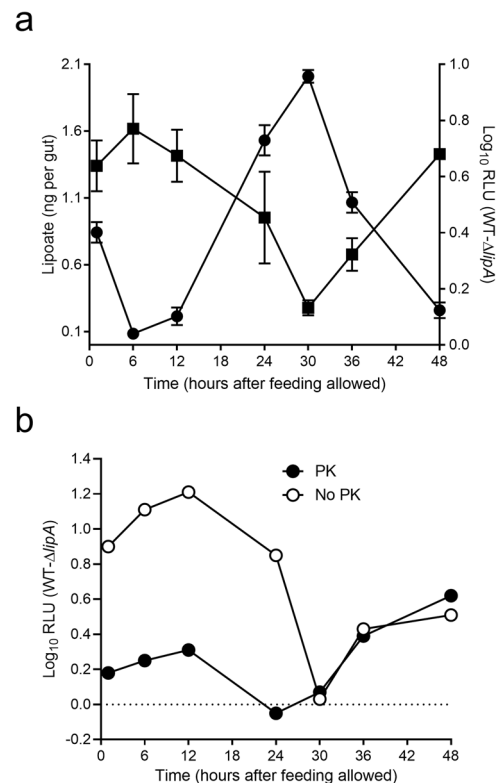 a
2.1
1.6
1.1
0.6
0.1
Lipoate (ng per gut)
1.0
0.8
0.6
0.4
0.2
0.0
Log10 RLU (WT-ΔlipA)
0 6 12 24 30 36 42 48
Time (hours after feeding allowed)
b
1.4
1.2
1.0
0.8
0.6
0.4
0.2
0.0
-0.2
Log10 RLU (WT-ΔlipA)
PK
No PK
0 6 12 24 30 36 42 48
Time (hours after feeding allowed)